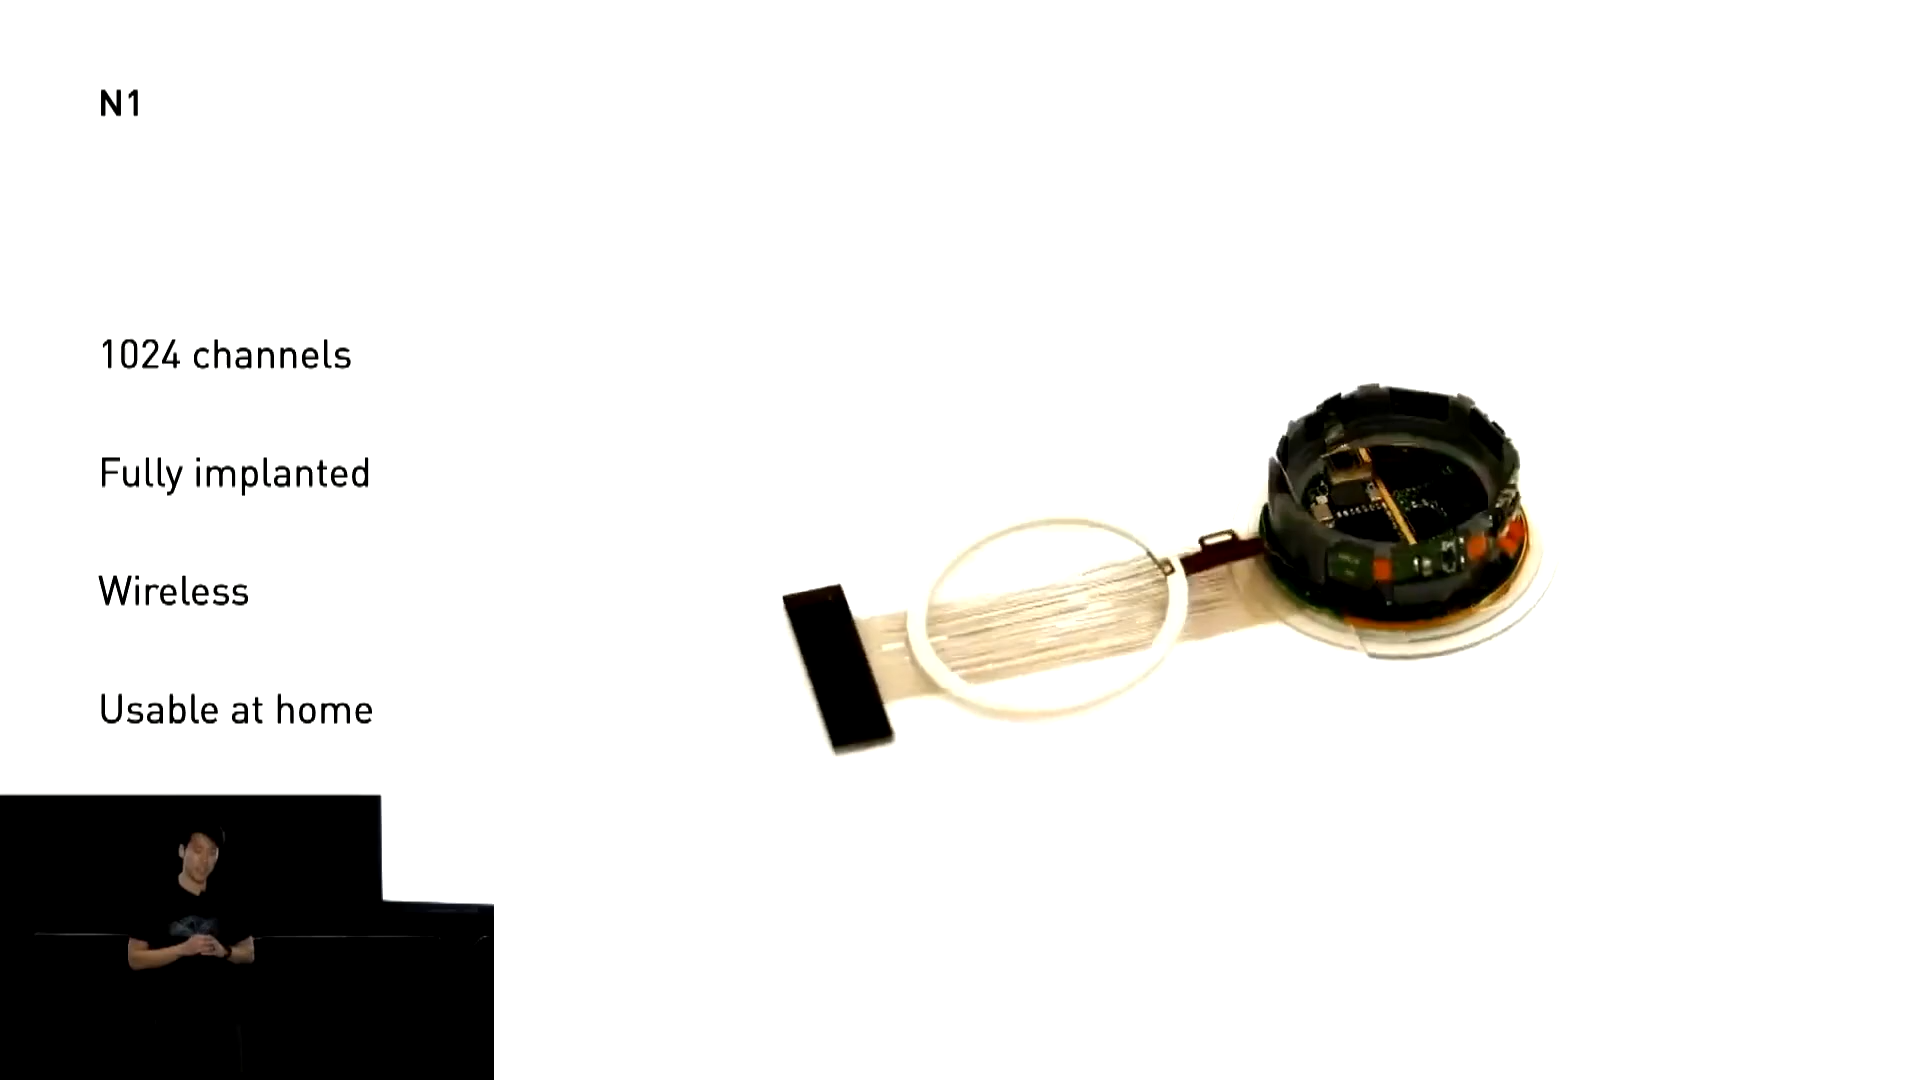 N1
1024 channels
Fully implanted
Wireless
Usable at home